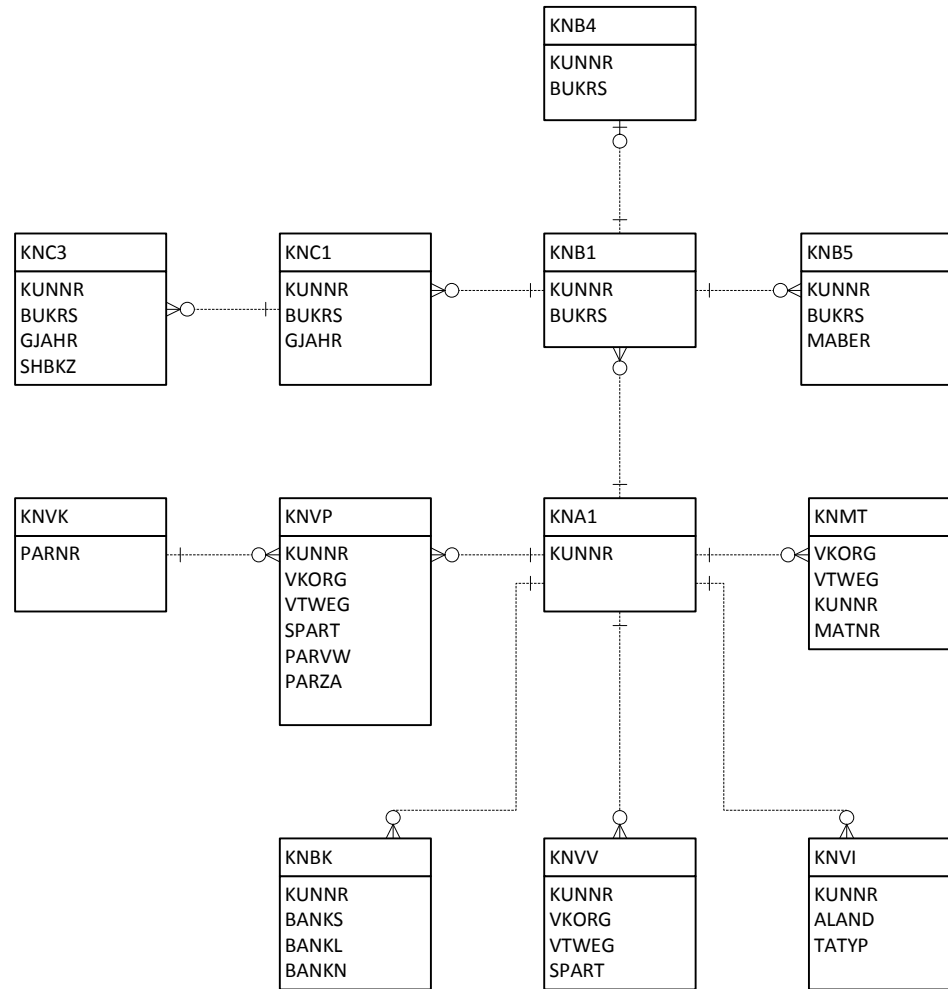 KNB4
KUNNR
BUKRS
KNC3
KUNNR
BUKRS
GJAHR
SHBKZ
KNC1
KUNNR
BUKRS
GJAHR
KNB1
KUNNR
BUKRS
KNB5
KUNNR
BUKRS
MABER
KNVK
PARNR
KNVP
KUNNR
VKORG
VTWEG
SPART
PARVW
PARZA
KNA1
KUNNR
KNMT
VKORG
VTWEG
KUNNR
MATNR
KNBK
KUNNR
BANKS
BANKL
BANKN
KNVV
KUNNR
VKORG
VTWEG
SPART
KNVI
KUNNR
ALAND
TATYP